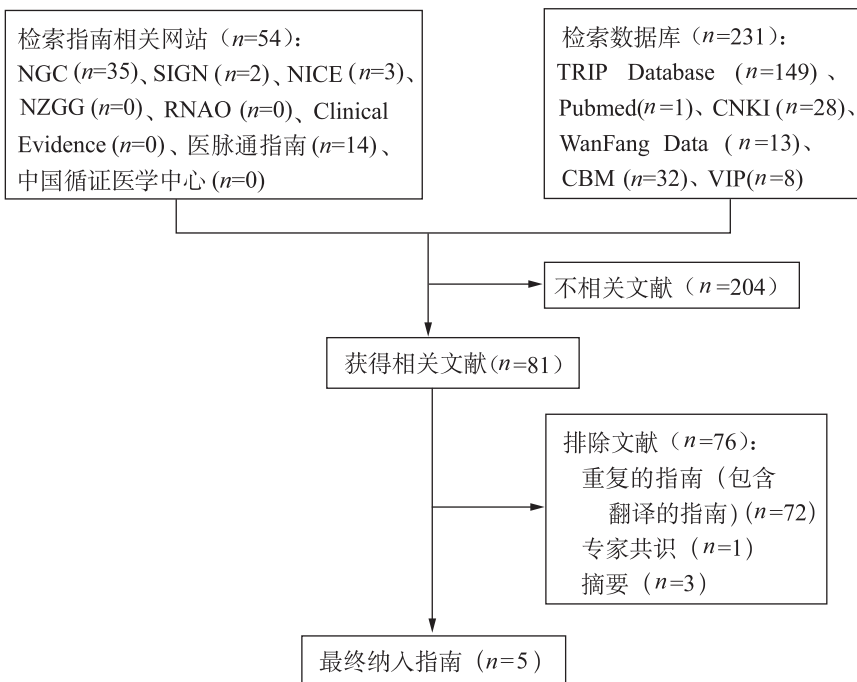 检索指南相关网站（n=54）：
NGC (n=35)、SIGN (n=2)、NICE (n=3)、
NZGG (n=0)、RNAO (n=0)、Clinical
Evidence (n=0)、医脉通指南 (n=14)、
中国循证医学中心 (n=0)
检索数据库（n=231）：
TRIP Database (n=149)、
Pubmed(n=1)、CNKI (n=28)、
WanFang Data (n=13)、
CBM (n=32)、VIP(n=8)
不相关文献（n=204）
获得相关文献(n=81)
排除文献（n=76）：
重复的指南（包含
翻译的指南) (n=72)
专家共识（n=1）
摘要（n=3）
最终纳入指南（n=5）